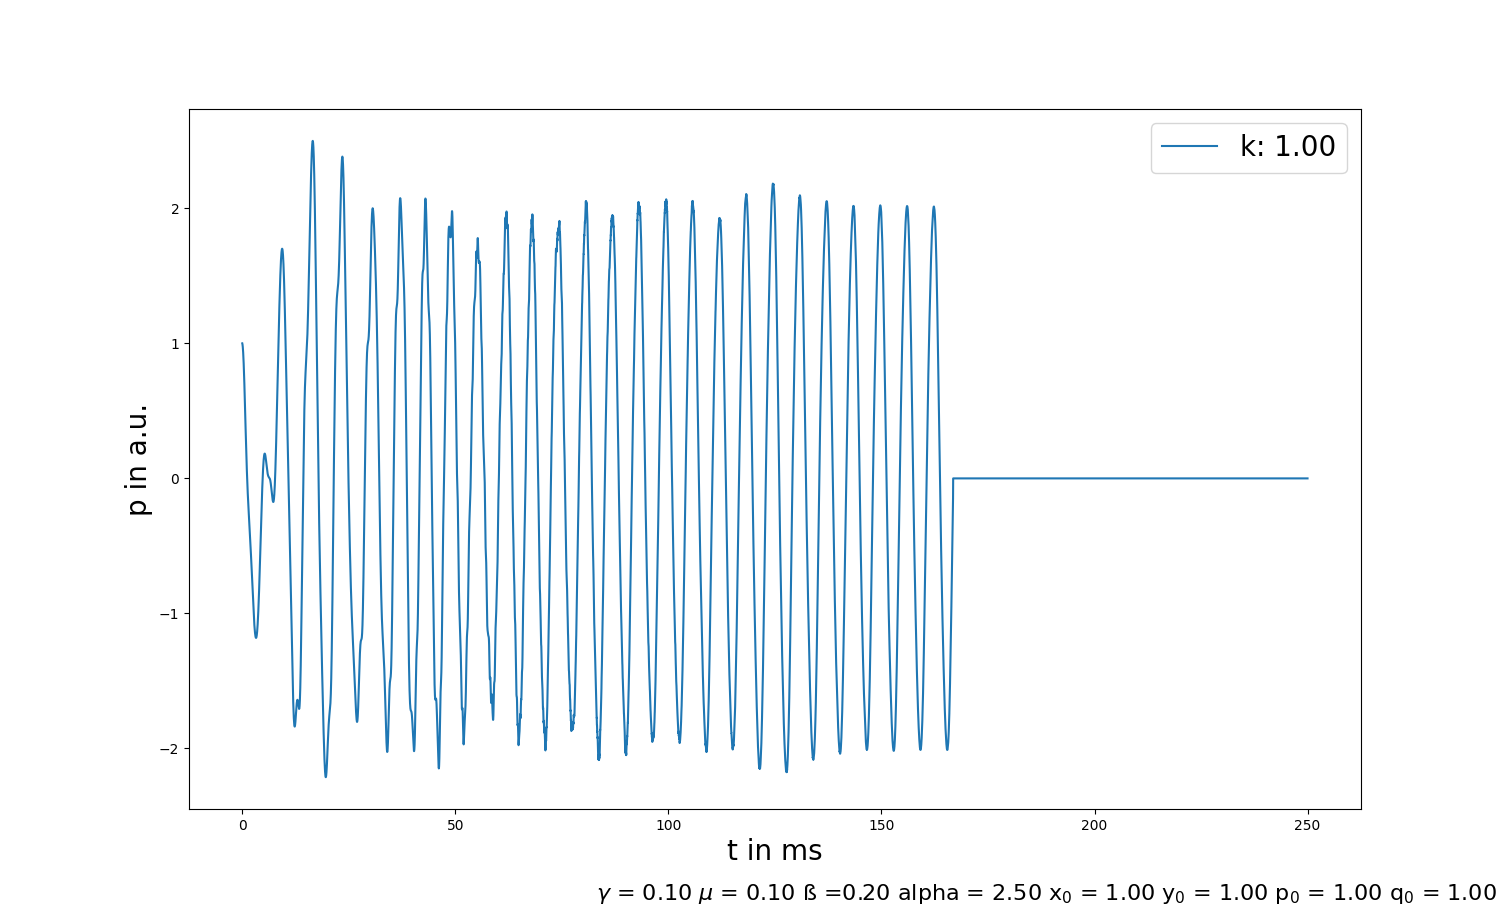 k: 1.00
2
1
0
−1
−2
p in a.u.
0 50 100 150 200 250
t in ms
γ = 0.10 μ = 0.10 ß =0.20 alpha = 2.50 x₀ = 1.00 y₀ = 1.00 p₀ = 1.00 q₀ = 1.00